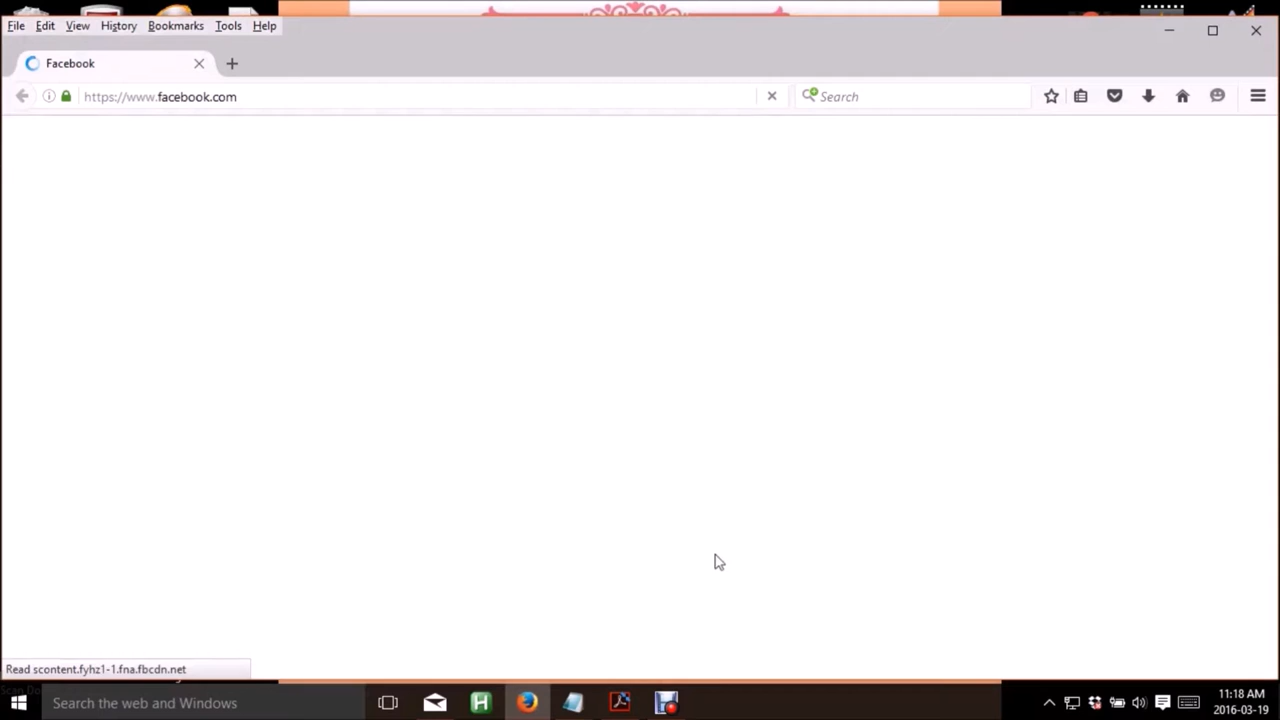 File Edit View History Bookmarks Tools Help
Facebook
https://www.facebook.com
Search
Read scontent.fyhz1-1.fna.fbcdn.net
Search the web and Windows
11:18 AM
2016-03-19